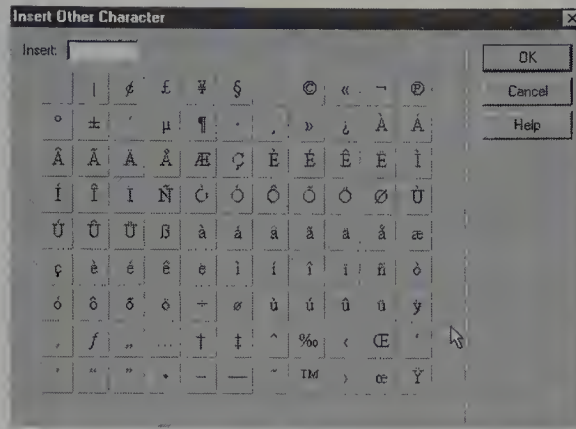 Insert Other Character
Insert:
OK
Cancel
Help
| ¢ £ ¥ § © « ¬ ℗
° ± ´ µ ¶ · ¸ » ¿ À Á
Â Ã Ä Å Æ Ç È É Ê Ë Ì
Í Î Ï Ñ Ò Ó Ô Õ Ö Ø Ù
Ú Û Ü ß à á â ã ä å æ
ç è é ê ë ì í î ï ñ ò
ó ô õ ö ÷ ø ù ú û ü ÿ
‚ ƒ „ … † ‡ ˆ ‰ ‹ Œ ‘
’ “ ” • – — ˜ ™ › œ Ÿ